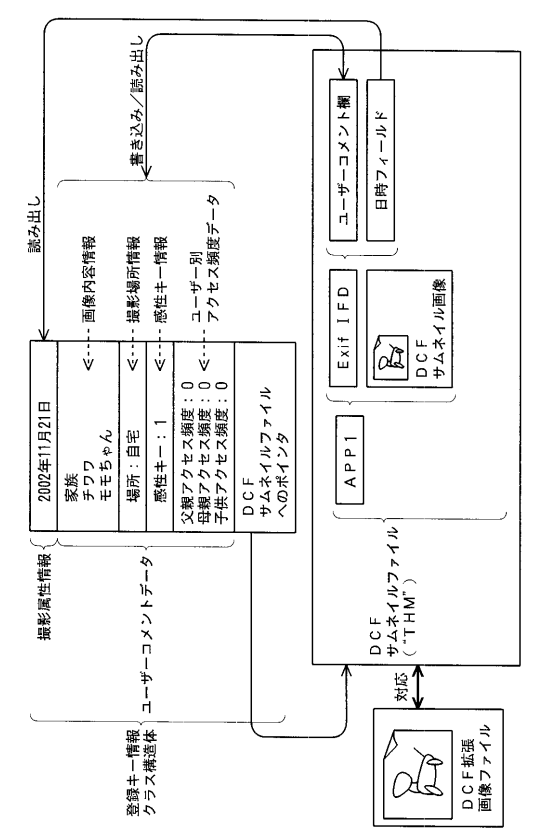 読み出し
書き込み/読み出し
登録キー情報
クラス構造体
撮影属性情報
ユーザーコメントデータ
2002年11月21日
家族
チワワ
モモちゃん
画像内容情報
場所:自宅
撮影場所情報
感性キー:1
感性キー情報
父親アクセス頻度:0
母親アクセス頻度:0
子供アクセス頻度:0
ユーザー別
アクセス頻度データ
DCF
サムネイルファイル
へのポインタ
DCF
サムネイルファイル
("THM")
APP1
Exif IFD
ユーザーコメント欄
日時フィールド
DCF
サムネイル画像
対応
DCF拡張
画像ファイル